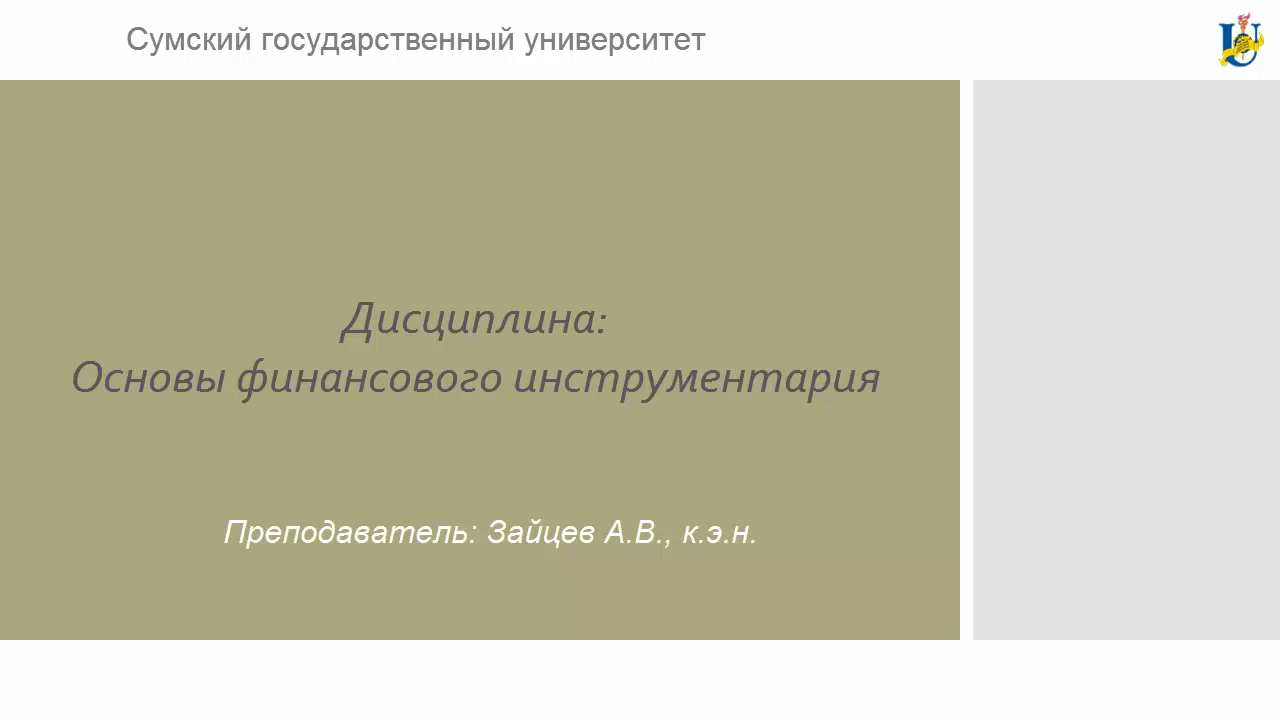 Сумский государственный университет
Дисциплина:
Основы финансового инструментария
Преподаватель: Зайцев А.В., к.э.н.